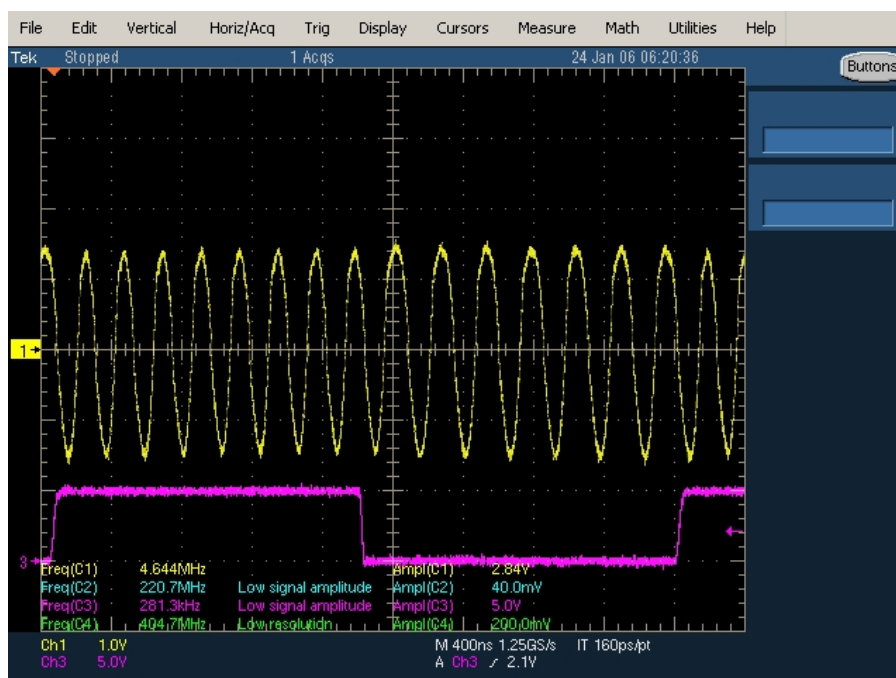 File Edit Vertical Horiz/Acq Trig Display Cursors Measure Math Utilities Help
Tek Stopped 1 Acqs 24 Jan 06 06:20:36 Buttons
1
3
Freq(C1) 4.644MHz Ampl(C1) 2.84V
Freq(C2) 220.7MHz Low signal amplitude Ampl(C2) 40.0mV
Freq(C3) 281.3kHz Low signal amplitude Ampl(C3) 5.0V
Freq(C4) 404.7MHz Low resolution Ampl(C4) 200.0mV
Ch1 1.0V M 400ns 1.25GS/s IT 160ps/pt
Ch3 5.0V A Ch3 2.1V